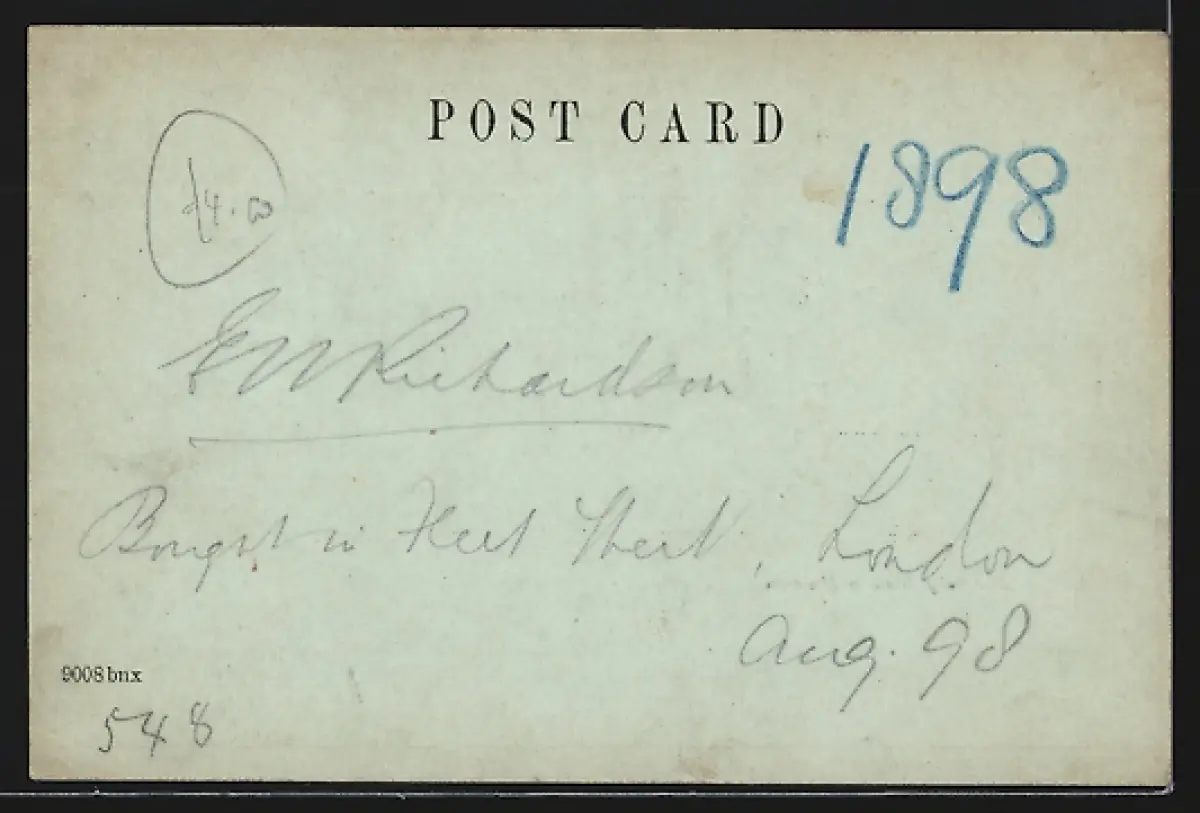 POST CARD
1898
£4.00
E W Richardson
Bought in Fleet Street, London
Aug. 98
9008 bnx
548